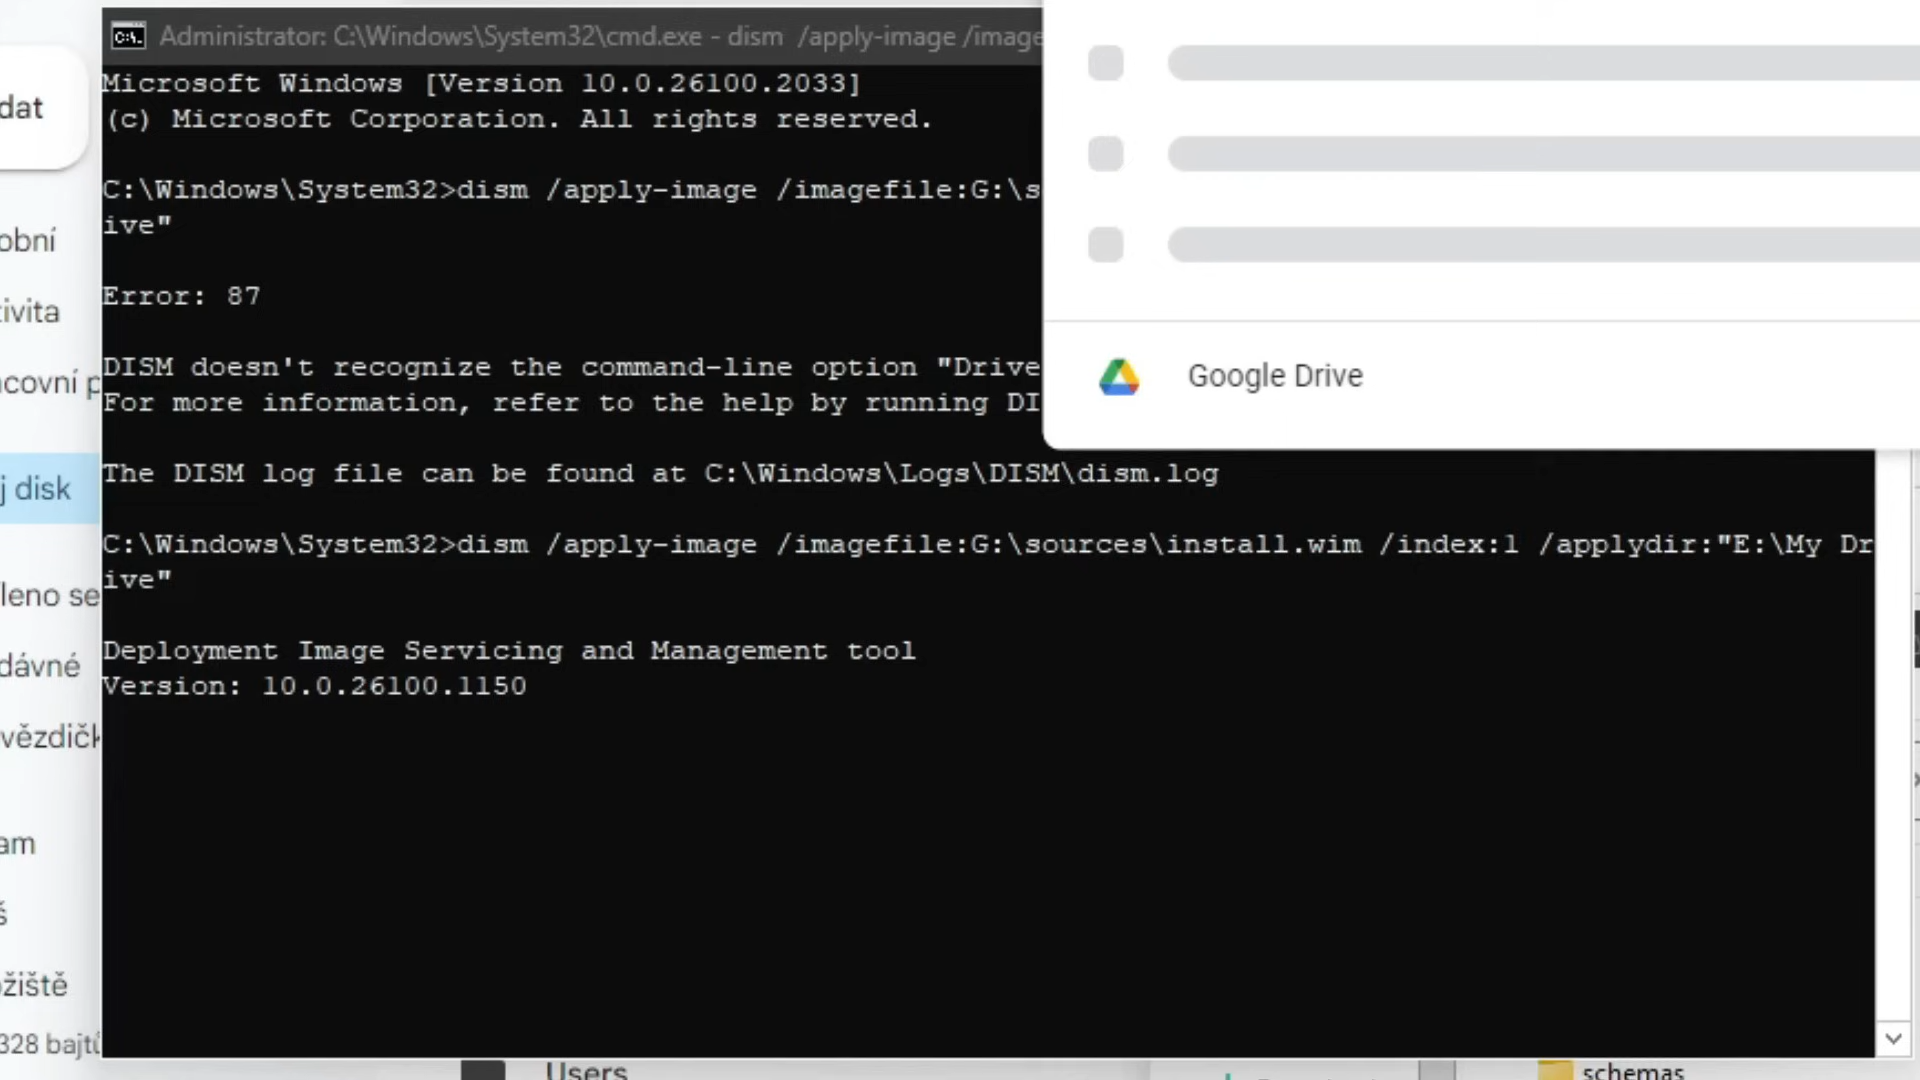 Administrator: C:\Windows\System32\cmd.exe - dism /apply-image /image
Microsoft Windows [Version 10.0.26100.2033]
(c) Microsoft Corporation. All rights reserved.
C:\Windows\System32>dism /apply-image /imagefile:G:\s
ive"
Error: 87
DISM doesn't recognize the command-line option "Drive
For more information, refer to the help by running DI
The DISM log file can be found at C:\Windows\Logs\DISM\dism.log
C:\Windows\System32>dism /apply-image /imagefile:G:\sources\install.wim /index:1 /applydir:"E:\My Dr
ive"
Deployment Image Servicing and Management tool
Version: 10.0.26100.1150
Google Drive
dat
obní
ivita
covní p
j disk
leno se
dávné
vězdičk
am
š
žiště
328 bajtů
Users
schemas